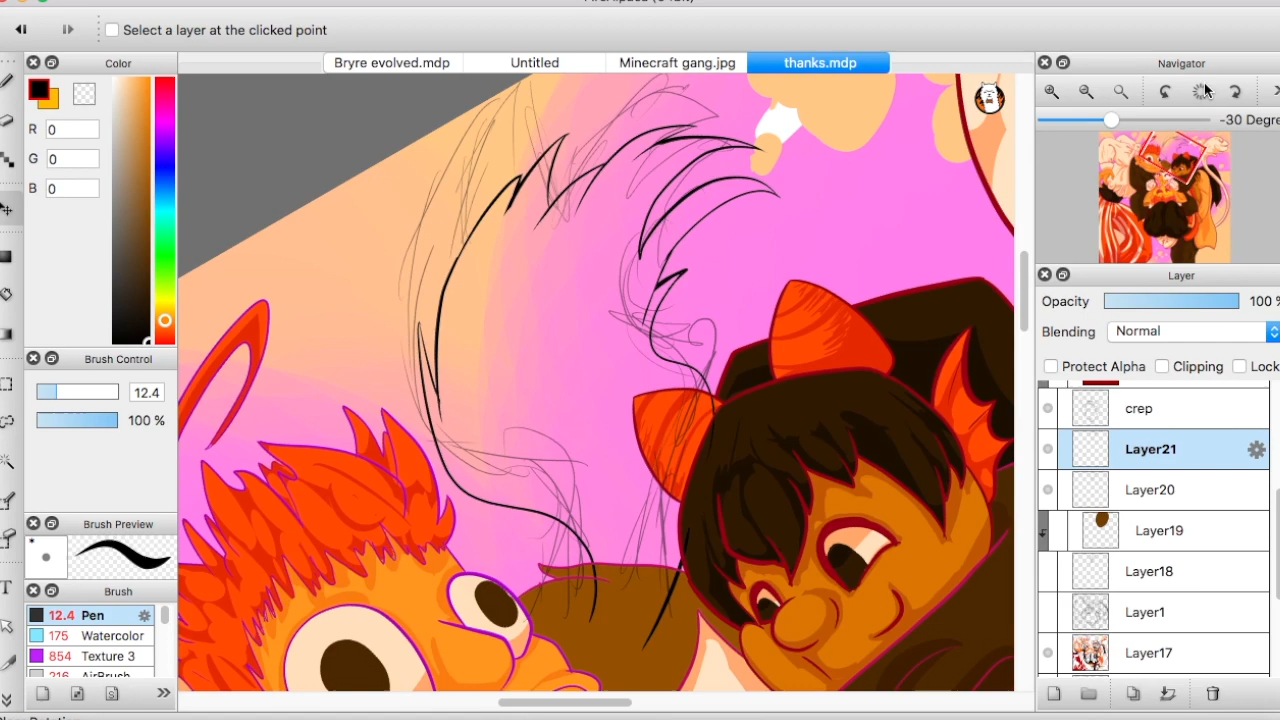 Select a layer at the clicked point
Color
Bryre evolved.mdp
Untitled
Minecraft gang.jpg
thanks.mdp
Navigator
R 0
G 0
B 0
-30 Degre
Layer
Opacity 100 %
Blending Normal
Protect Alpha Clipping Lock
Brush Control
12.4
100 %
crep
Layer21
Layer20
Layer19
Layer18
Layer1
Layer17
Brush Preview
Brush
12.4 Pen
175 Watercolor
854 Texture 3
216 AirBrush
T